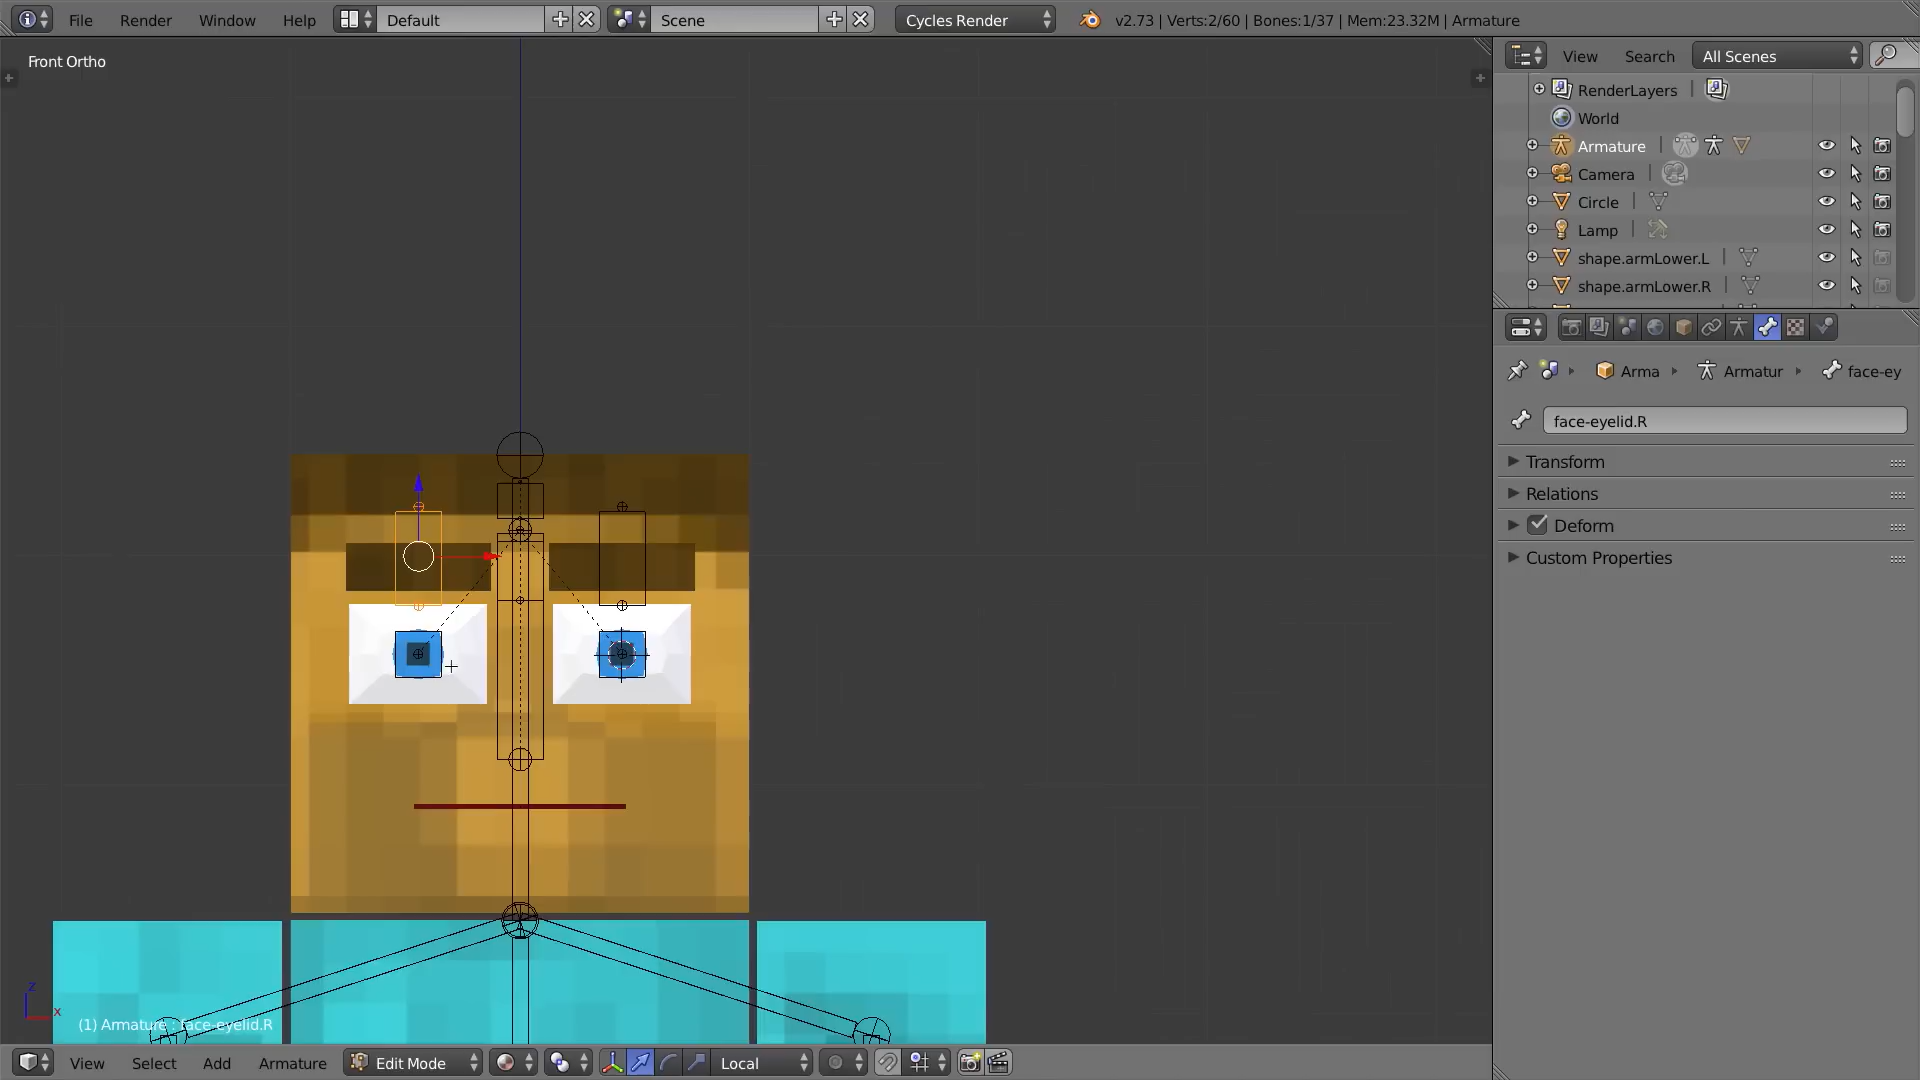 File Render Window Help Default Scene Cycles Render v2.73 | Verts:2/60 | Bones:1/37 | Mem:23.32M | Armature
Front Ortho
View Search All Scenes
RenderLayers
World
Armature
Camera
Circle
Lamp
shape.armLower.L
shape.armLower.R
Arma Armatur face-ey
face-eyelid.R
Transform
Relations
Deform
Custom Properties
z
x
(1) Armature : face-eyelid.R
View Select Add Armature Edit Mode Local